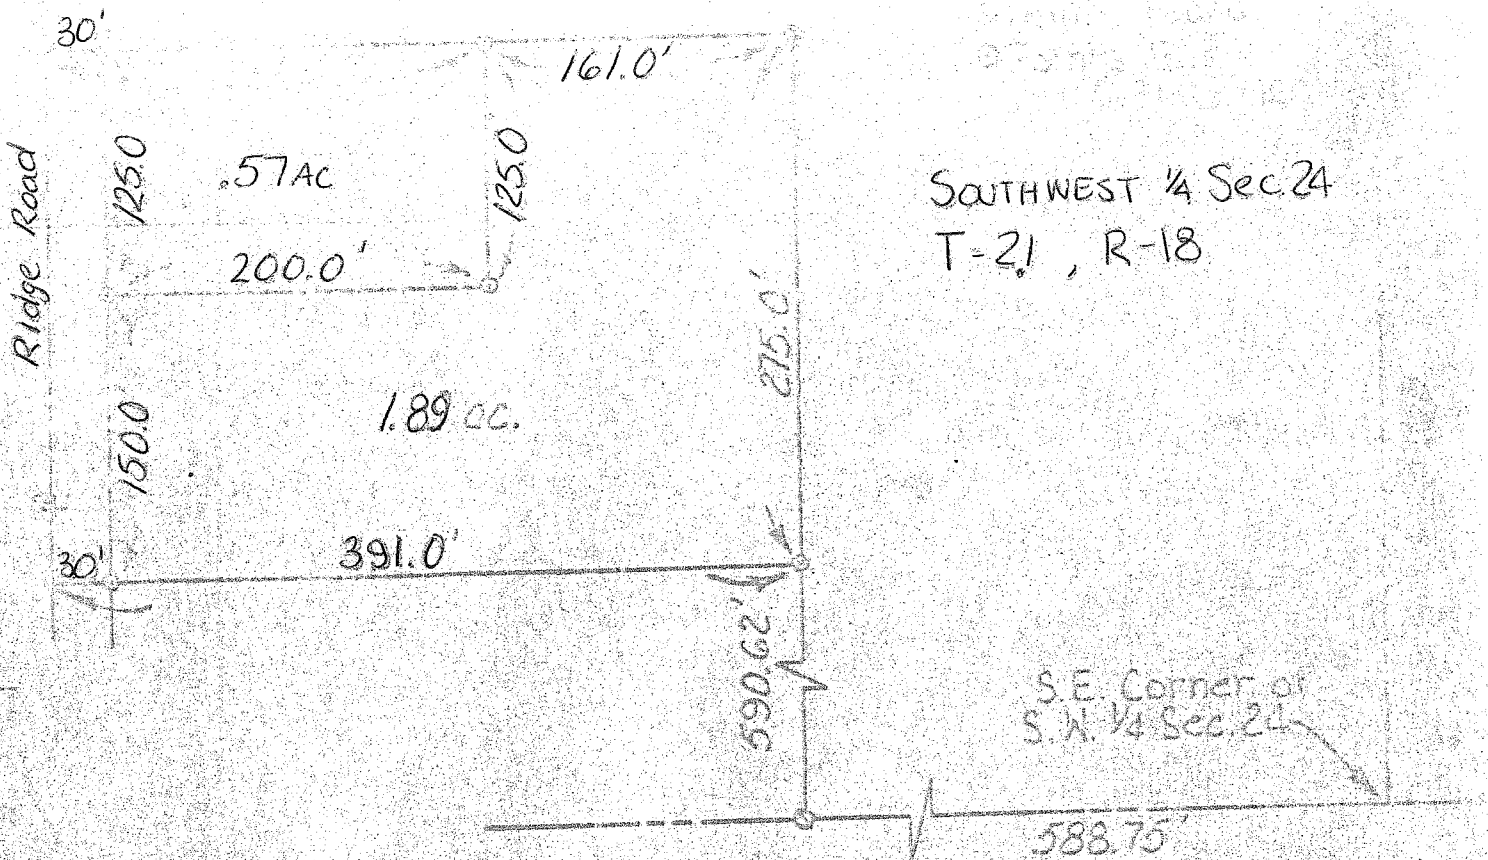 30'
161.0'
Ridge Road
125.0
.57 AC
125.0
SOUTHWEST 1/4 Sec. 24
T-21, R-18
200.0'
275.0'
1.89 ac.
150.0
391.0'
30'
590.62'
S.E. Corner of
S.W. 1/4 Sec. 24
588.75'